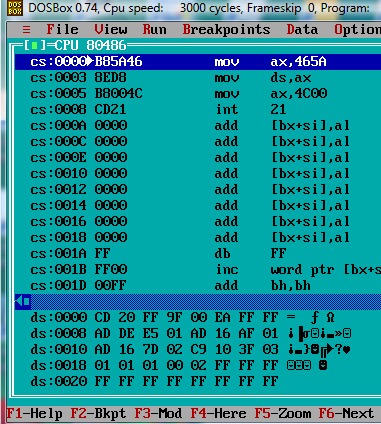 DOSBox 0.74, Cpu speed: 3000 cycles, Frameskip 0, Program:
≡ File View Run Breakpoints Data Option
[■]=CPU 80486
cs:0000►B85A46 mov ax,465A
cs:0003 8ED8 mov ds,ax
cs:0005 B8004C mov ax,4C00
cs:0008 CD21 int 21
cs:000A 0000 add [bx+si],al
cs:000C 0000 add [bx+si],al
cs:000E 0000 add [bx+si],al
cs:0010 0000 add [bx+si],al
cs:0012 0000 add [bx+si],al
cs:0014 0000 add [bx+si],al
cs:0016 0000 add [bx+si],al
cs:0018 0000 add [bx+si],al
cs:001A FF db FF
cs:001B FF00 inc word ptr [bx+
cs:001D 00FF add bh,bh
ds:0000 CD 20 FF 9F 00 EA FF FF = ƒ Ω
ds:0008 AD DE E5 01 AD 16 AF 01
ds:0010 AD 16 7D 02 C9 10 3F 03
ds:0018 01 01 01 00 02 FF FF FF
ds:0020 FF FF FF FF FF FF FF FF
F1-Help F2-Bkpt F3-Mod F4-Here F5-Zoom F6-Next